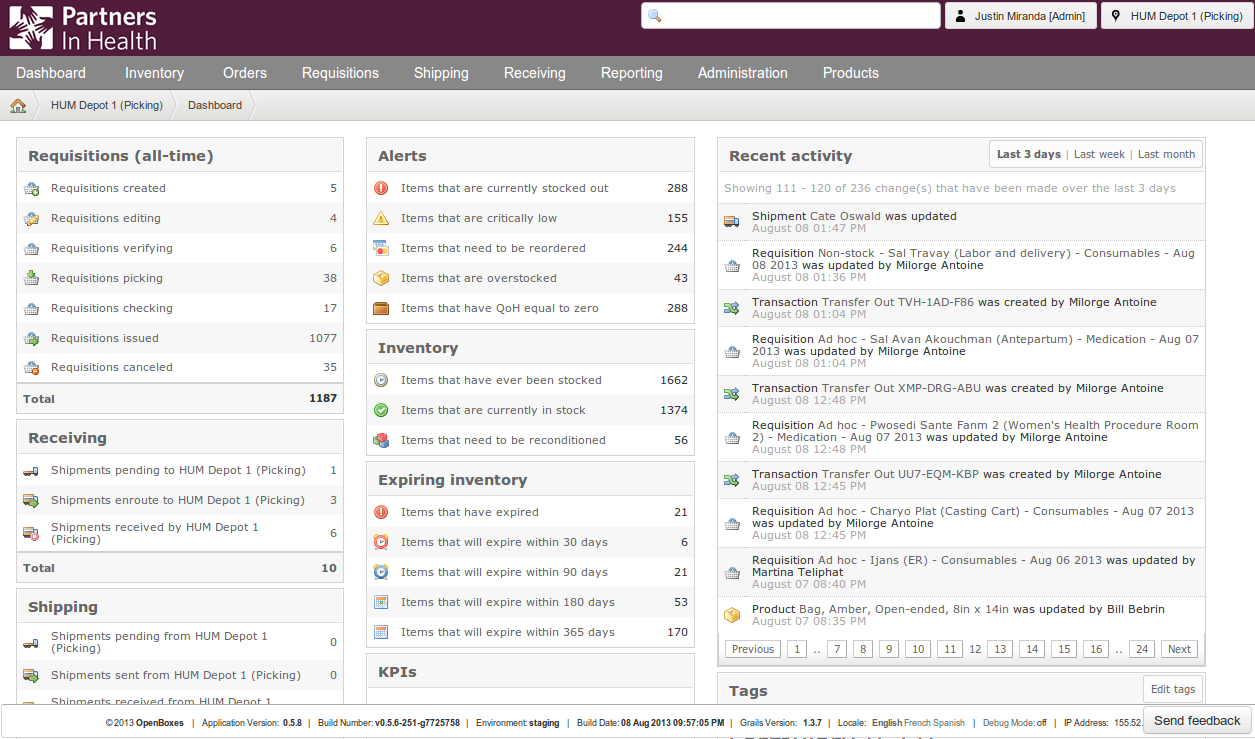 Partners
In Health
Justin Miranda [Admin]
HUM Depot 1 (Picking)
Dashboard Inventory Orders Requisitions Shipping Receiving Reporting Administration Products
HUM Depot 1 (Picking) Dashboard
Requisitions (all-time)
Requisitions created 5
Requisitions editing 4
Requisitions verifying 6
Requisitions picking 38
Requisitions checking 17
Requisitions issued 1077
Requisitions canceled 35
Total 1187
Receiving
Shipments pending to HUM Depot 1 (Picking) 1
Shipments enroute to HUM Depot 1 (Picking) 3
Shipments received by HUM Depot 1
(Picking) 6
Total 10
Shipping
Shipments pending from HUM Depot 1
(Picking) 0
Shipments sent from HUM Depot 1 (Picking) 0
Shipments received from HUM Depot 1
Alerts
Items that are currently stocked out 288
Items that are critically low 155
Items that need to be reordered 244
Items that are overstocked 43
Items that have QoH equal to zero 288
Inventory
Items that have ever been stocked 1662
Items that are currently in stock 1374
Items that need to be reconditioned 56
Expiring inventory
Items that have expired 21
Items that will expire within 30 days 6
Items that will expire within 90 days 21
Items that will expire within 180 days 53
Items that will expire within 365 days 170
KPIs
Recent activity
Last 3 days | Last week | Last month
Showing 111 - 120 of 236 change(s) that have been made over the last 3 days
Shipment Cate Oswald was updated
August 08 01:47 PM
Requisition Non-stock - Sal Travay (Labor and delivery) - Consumables - Aug
08 2013 was updated by Milorge Antoine
August 08 01:36 PM
Transaction Transfer Out TVH-1AD-F86 was created by Milorge Antoine
August 08 01:04 PM
Requisition Ad hoc - Sal Avan Akouchman (Antepartum) - Medication - Aug 07
2013 was updated by Milorge Antoine
August 08 01:04 PM
Transaction Transfer Out XMP-DRG-ABU was created by Milorge Antoine
August 08 12:48 PM
Requisition Ad hoc - Pwosedi Sante Fanm 2 (Women's Health Procedure Room
2) - Medication - Aug 07 2013 was updated by Milorge Antoine
August 08 12:48 PM
Transaction Transfer Out UU7-EQM-KBP was created by Milorge Antoine
August 08 12:45 PM
Requisition Ad hoc - Charyo Plat (Casting Cart) - Consumables - Aug 07 2013
was updated by Milorge Antoine
August 08 12:45 PM
Requisition Ad hoc - Ijans (ER) - Consumables - Aug 06 2013 was updated by
Martina Teliphat
August 07 08:40 PM
Product Bag, Amber, Open-ended, 8in x 14in was updated by Bill Bebrin
August 07 08:35 PM
Previous 1 .. 7 8 9 10 11 12 13 14 15 16 .. 24 Next
Tags
Edit tags
© 2013 OpenBoxes | Application Version: 0.5.8 | Build Number: v0.5.6-251-g7725758 | Environment: staging | Build Date: 08 Aug 2013 09:57:05 PM | Grails Version: 1.3.7 | Locale: English French Spanish | Debug Mode: off | IP Address: 155.52.
Send feedback